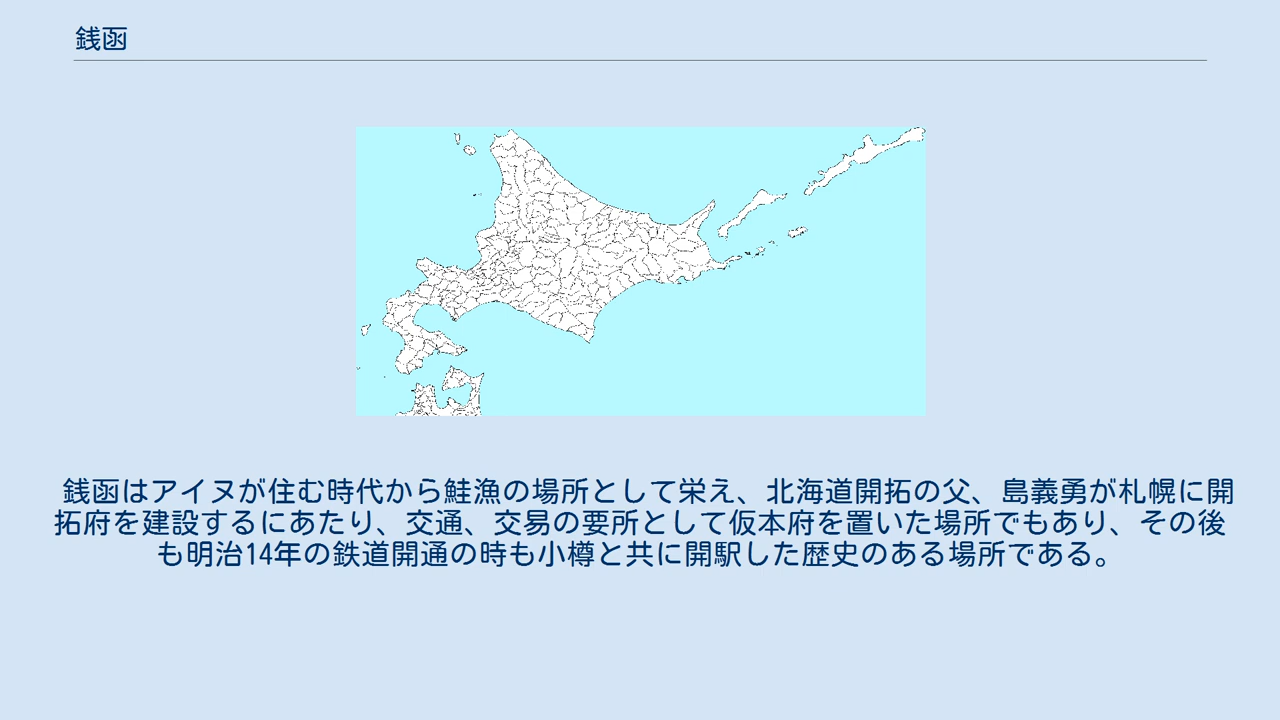 銭函
銭函はアイヌが住む時代から鮭漁の場所として栄え、北海道開拓の父、島義勇が札幌に開
拓府を建設するにあたり、交通、交易の要所として仮本府を置いた場所でもあり、その後
も明治14年の鉄道開通の時も小樽と共に開駅した歴史のある場所である。